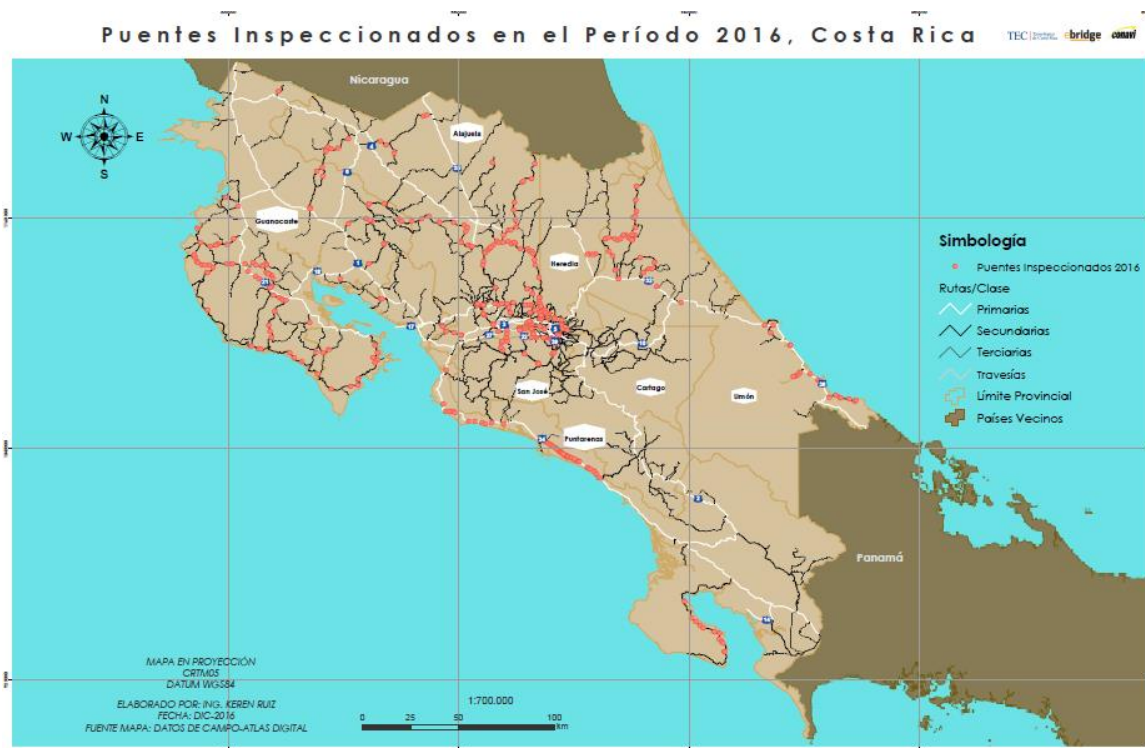 Puentes Inspeccionados en el Período 2016, Costa Rica
TEC
ebridge
conavi
Nicaragua
N
W
E
S
Alajuela
Guanacaste
Heredia
San José
Cartago
Limón
Puntarenas
Panamá
Simbología
Puentes Inspeccionados 2016
Rutas/Clase
Primarias
Secundarias
Terciarias
Travesías
Límite Provincial
Países Vecinos
MAPA EN PROYECCIÓN
CRTM05
DATUM WGS84
ELABORADO POR: ING. KEREN RUIZ
FECHA: DIC-2016
FUENTE MAPA: DATOS DE CAMPO-ATLAS DIGITAL
1:700.000
0 25 50 100
km